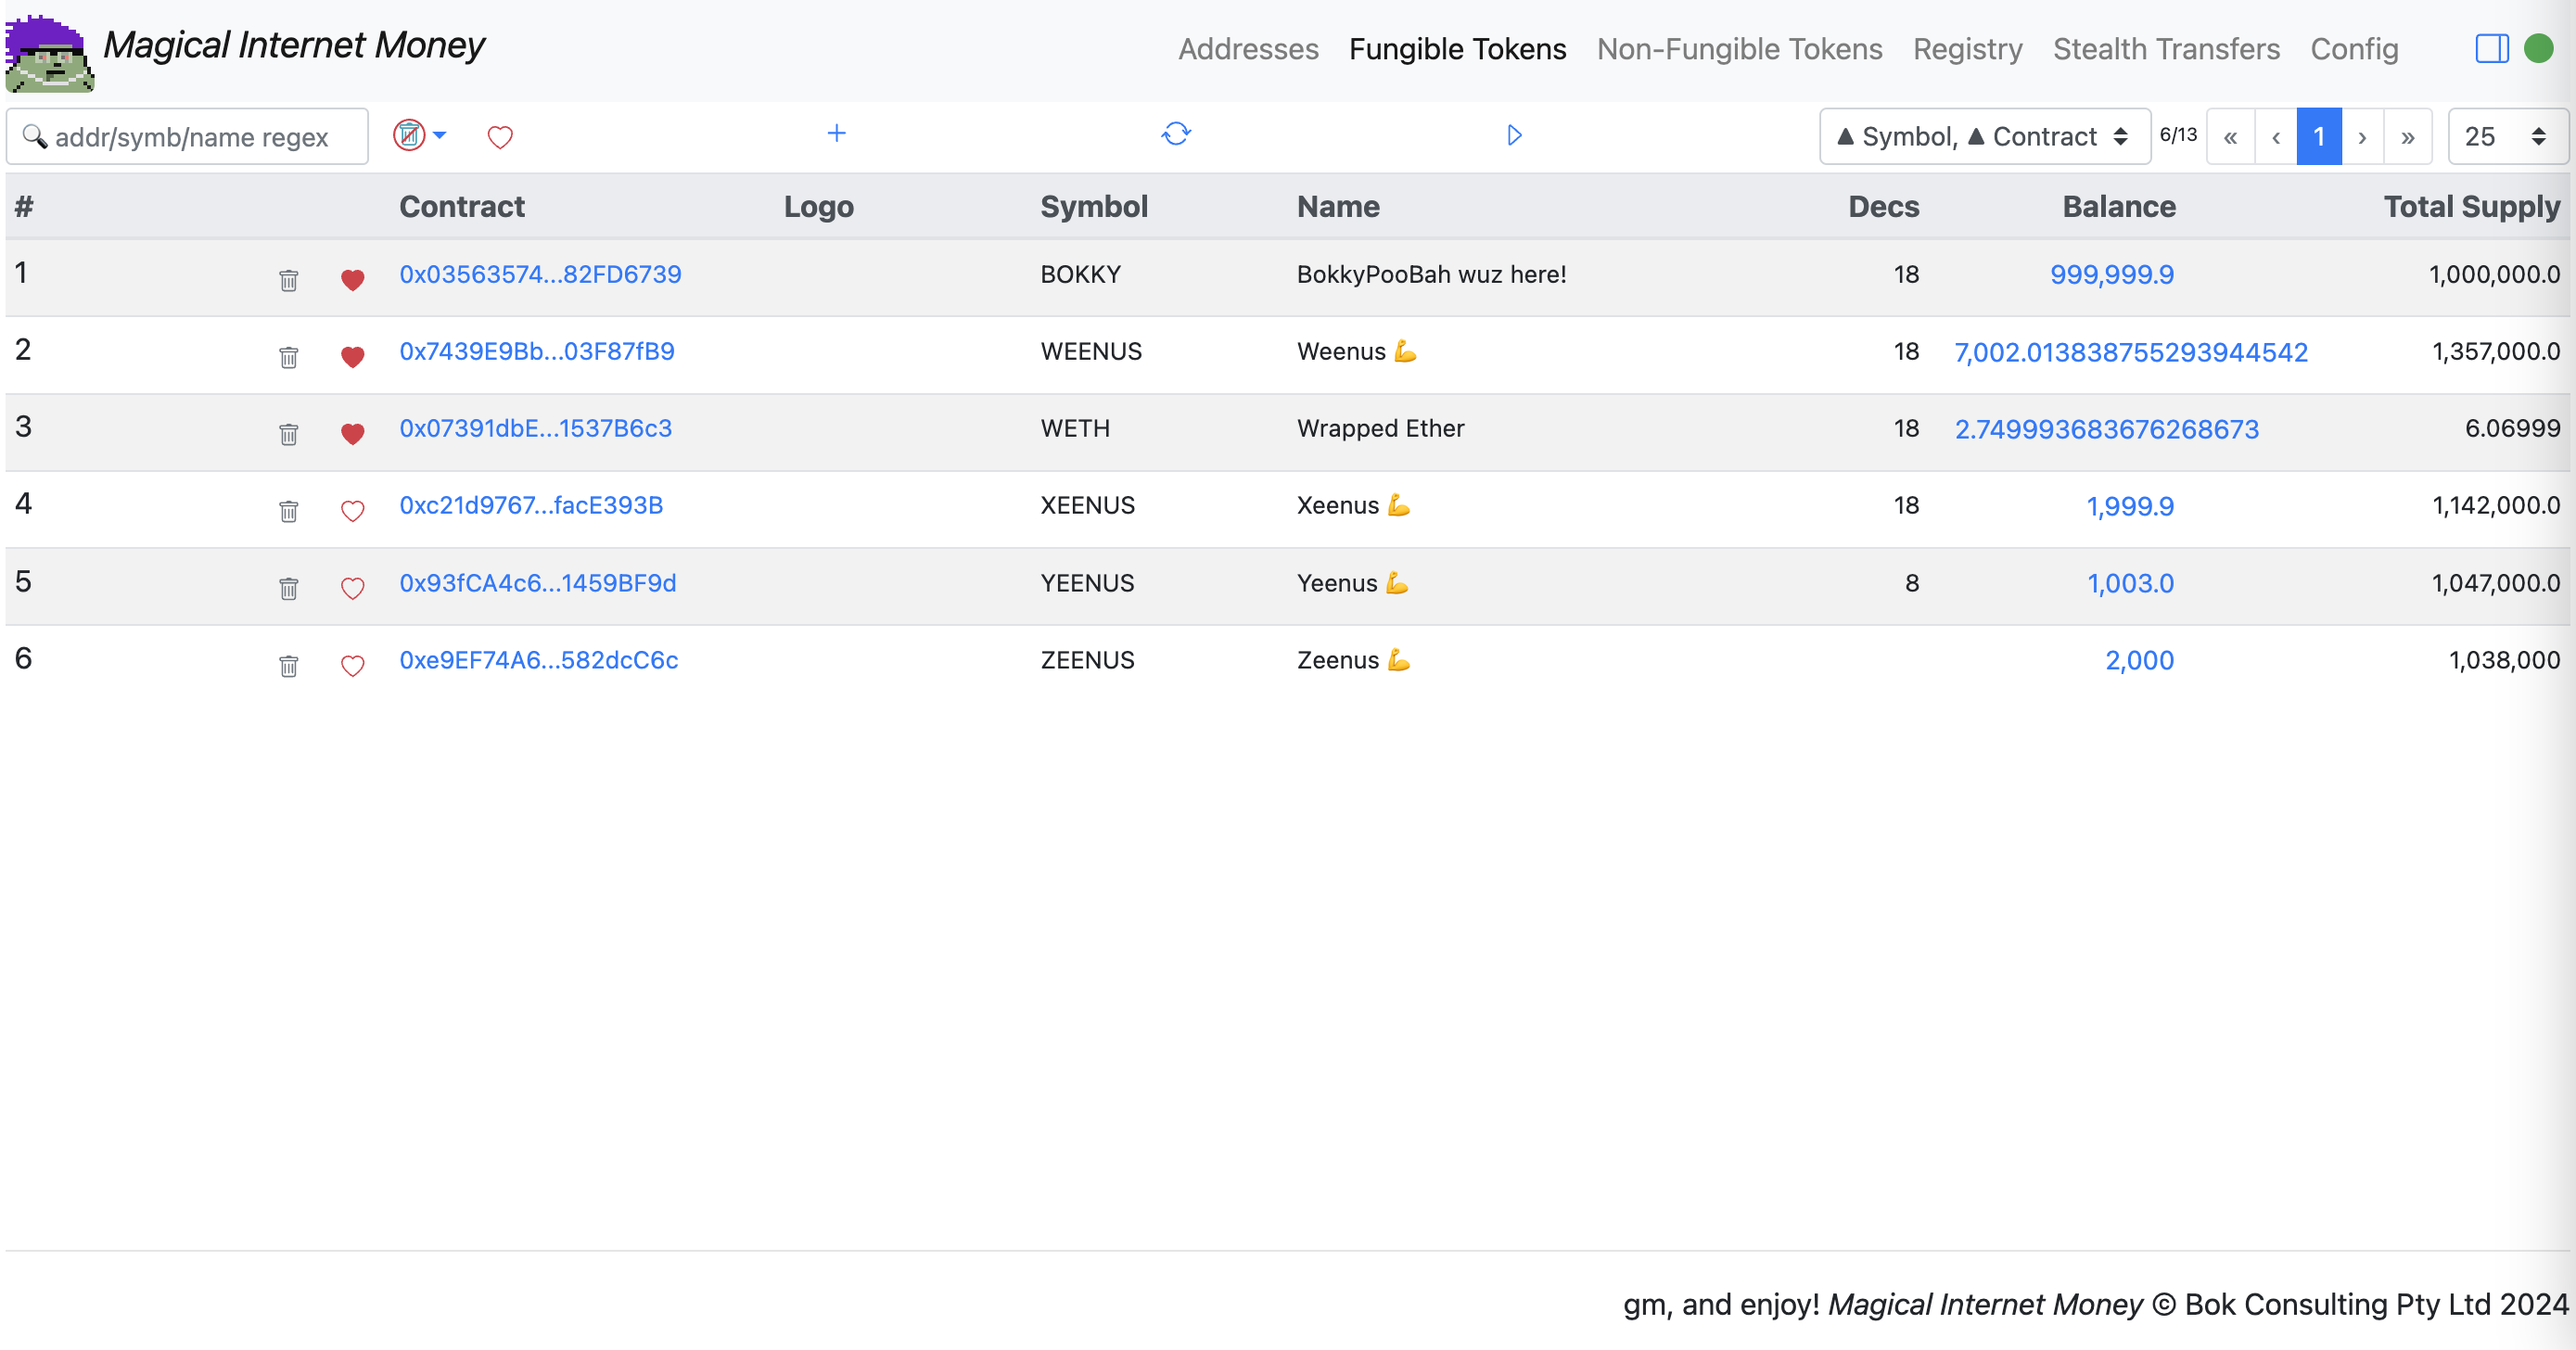 Magical Internet Money Addresses Fungible Tokens Non-Fungible Tokens Registry Stealth Transfers Config
addr/symb/name regex ▲ Symbol, ▲ Contract 6/13 « ‹ 1 › » 25
# Contract Logo Symbol Name Decs Balance Total Supply
1 0x03563574...82FD6739 BOKKY BokkyPooBah wuz here! 18 999,999.9 1,000,000.0
2 0x7439E9Bb...03F87fB9 WEENUS Weenus 💪 18 7,002.013838755293944542 1,357,000.0
3 0x07391dbE...1537B6c3 WETH Wrapped Ether 18 2.749993683676268673 6.06999
4 0xc21d9767...facE393B XEENUS Xeenus 💪 18 1,999.9 1,142,000.0
5 0x93fCA4c6...1459BF9d YEENUS Yeenus 💪 8 1,003.0 1,047,000.0
6 0xe9EF74A6...582dcC6c ZEENUS Zeenus 💪 2,000 1,038,000
gm, and enjoy! Magical Internet Money © Bok Consulting Pty Ltd 2024